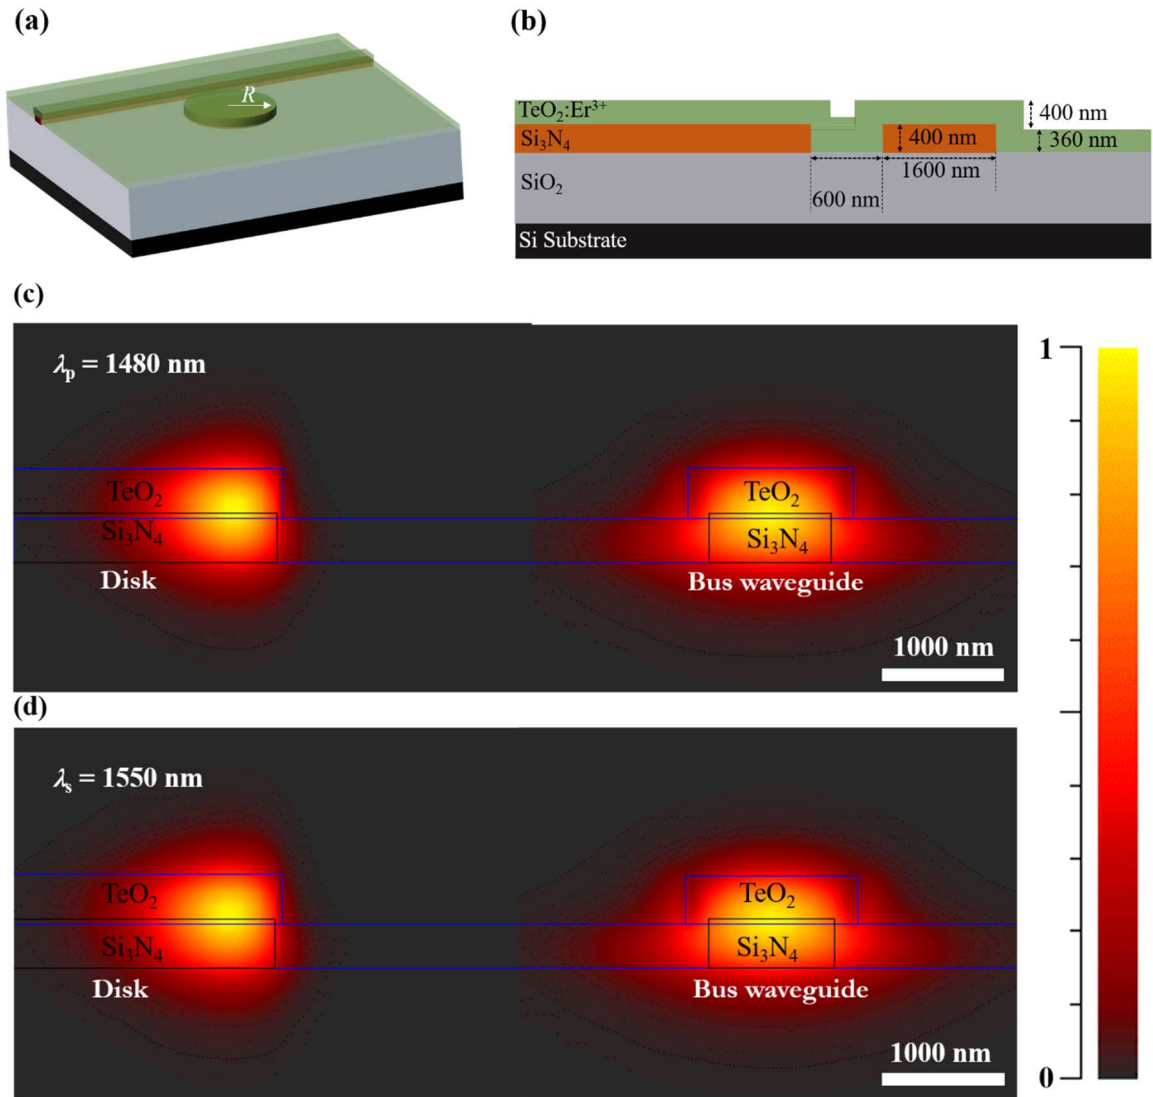 (a)
R
(b)
TeO₂:Er³⁺
400 nm
Si₃N₄
400 nm
360 nm
1600 nm
SiO₂
600 nm
Si Substrate
(c)
λp = 1480 nm
1
TeO₂
TeO₂
Si₃N₄
Si₃N₄
Disk
Bus waveguide
1000 nm
(d)
λs = 1550 nm
TeO₂
TeO₂
Si₃N₄
Si₃N₄
Disk
Bus waveguide
1000 nm
0